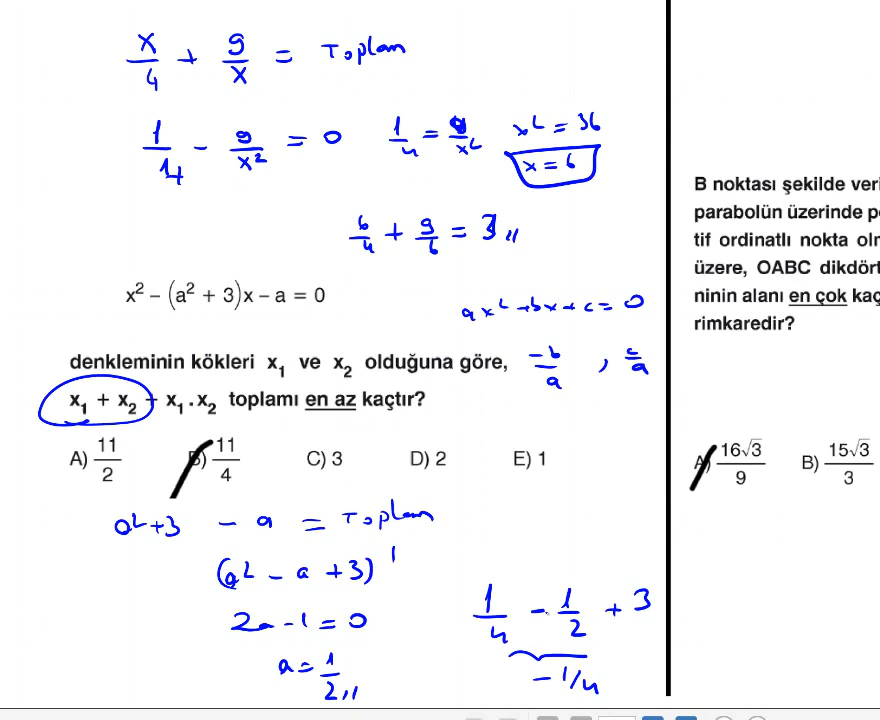 x/4 + 9/x = Toplam
1/4 - 9/x² = 0   1/4 = 9/x²   x² = 36
x = 6
6/4 + 9/6 = 3 //
x² – (a² + 3)x – a = 0
ax² + bx + c = 0
denkleminin kökleri x₁ ve x₂ olduğuna göre,
-b/a , c/a
x₁ + x₂ + x₁ . x₂ toplamı en az kaçtır?
A) 11/2   B) 11/4   C) 3   D) 2   E) 1
a²+3 - a = Toplam
(a² - a + 3)'
2a - 1 = 0
a = 1/2 //
1/4 - 1/2 + 3
- 1/4
B noktası şekilde veri
parabolün üzerinde p
tif ordinatlı nokta oln
üzere, OABC dikdört
ninin alanı en çok kaç
rimkaredir?
A) 16√3/9   B) 15√3/3